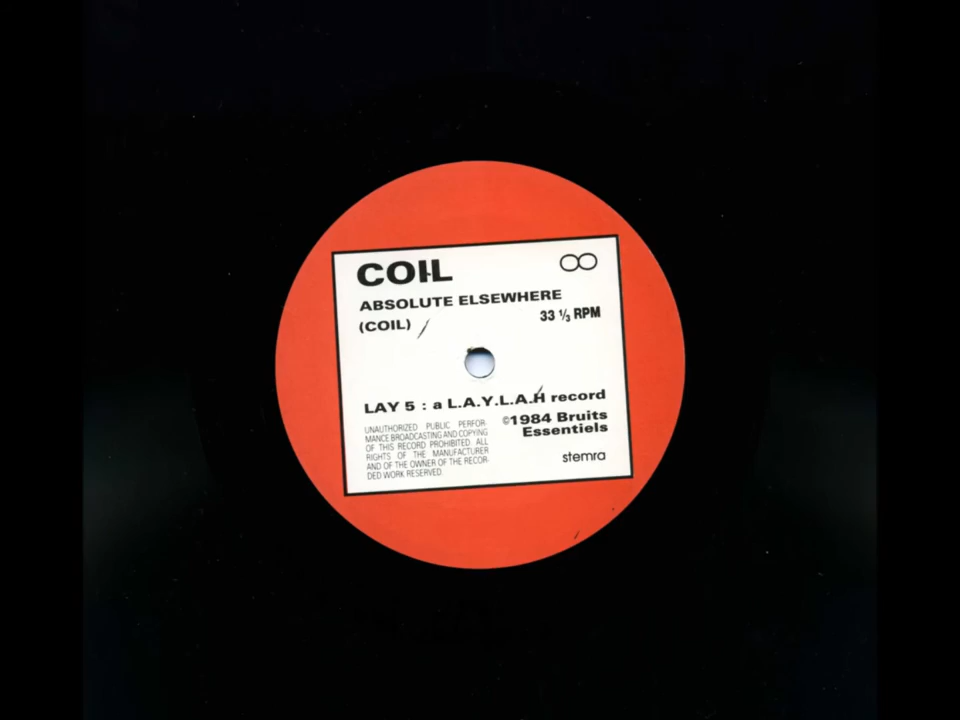 COIL
ABSOLUTE ELSEWHERE
(COIL)
33 ⅓ RPM
LAY 5 : a L.A.Y.L.A.H record
UNAUTHORIZED PUBLIC PERFOR-
MANCE BROADCASTING AND COPYING
OF THIS RECORD PROHIBITED. ALL
RIGHTS OF THE MANUFACTURER
AND OF THE OWNER OF THE RECOR-
DED WORK RESERVED.
©1984 Bruits
Essentiels
stemra